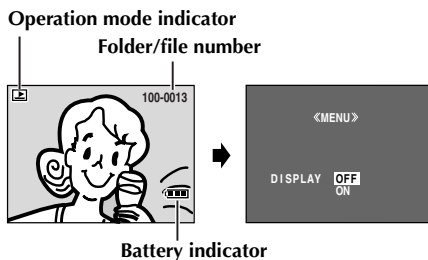 Operation mode indicator
Folder/file number
100-0013
《MENU》
DISPLAY OFF
ON
Battery indicator